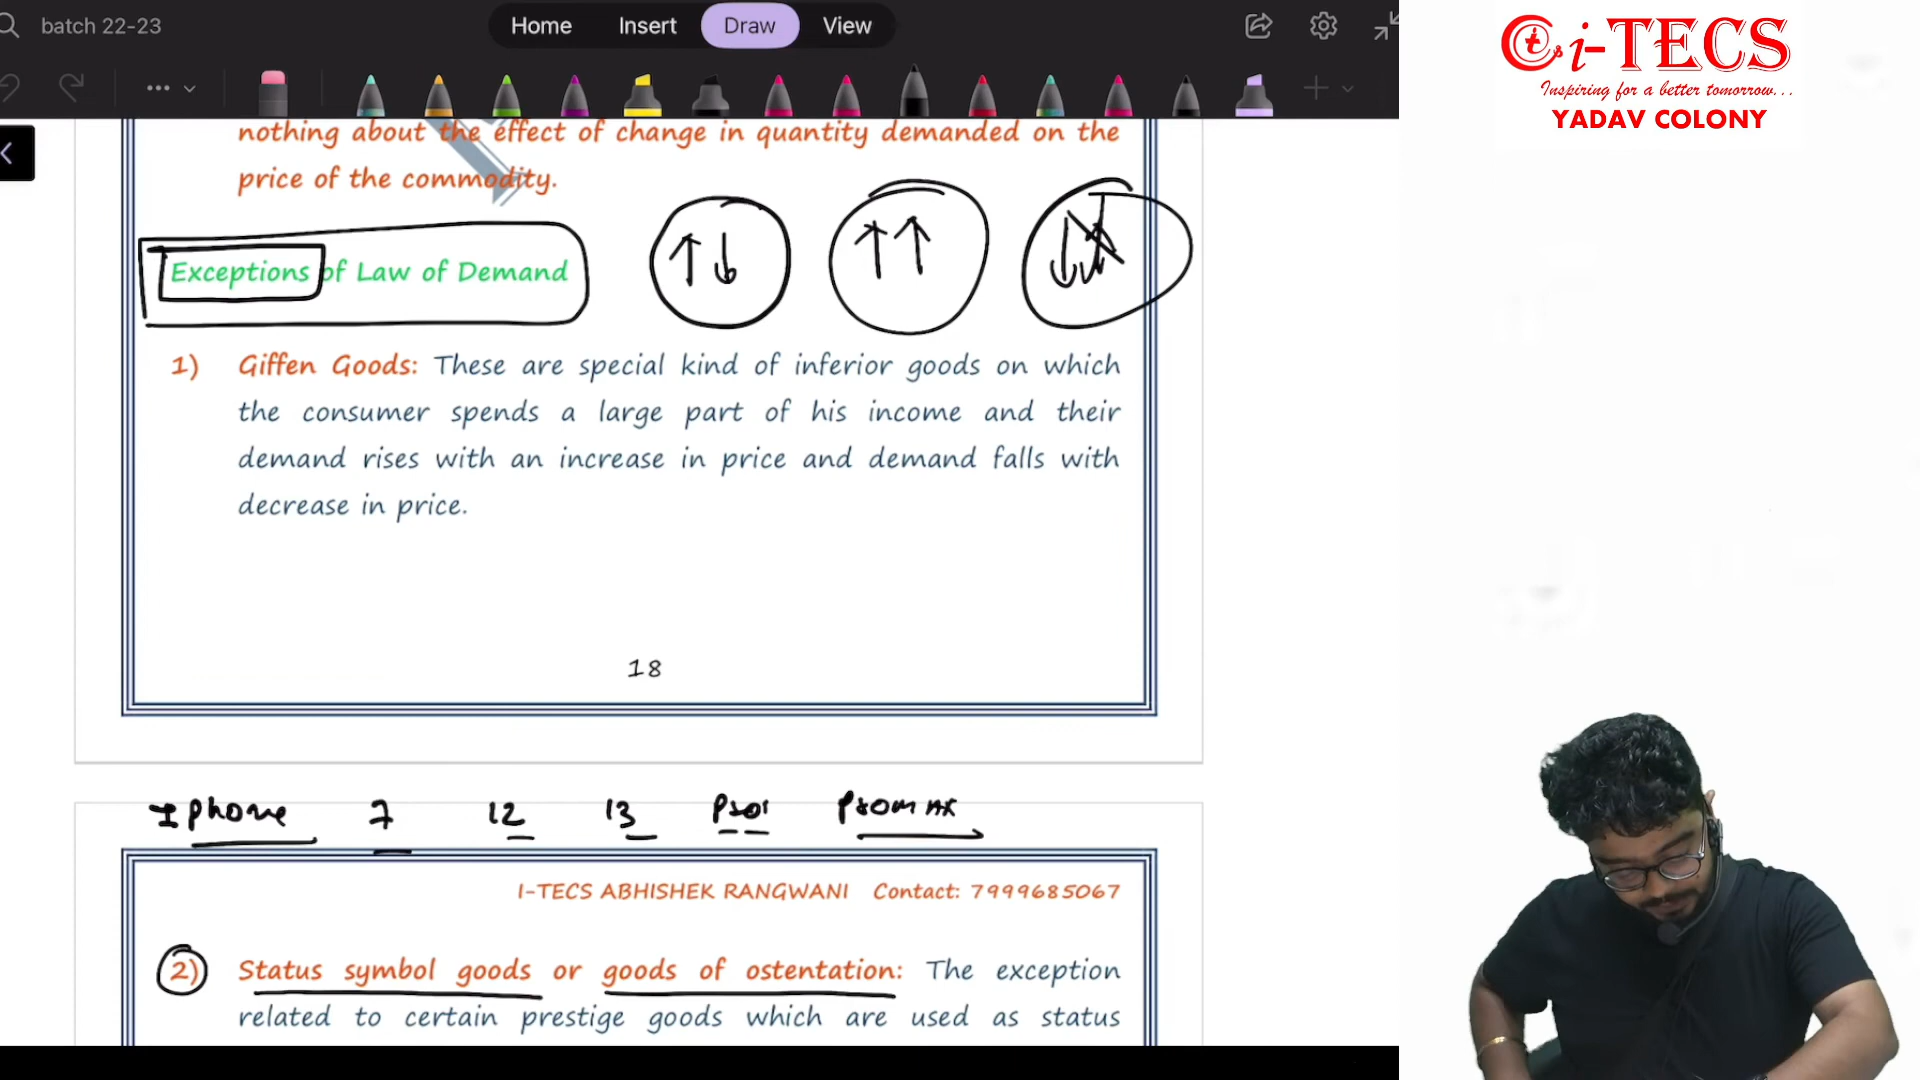 batch 22-23
Home Insert Draw View
i-TECS
Inspiring for a better tomorrow...
YADAV COLONY
nothing about the effect of change in quantity demanded on the
price of the commodity.
Exceptions of Law of Demand
1) Giffen Goods: These are special kind of inferior goods on which
the consumer spends a large part of his income and their
demand rises with an increase in price and demand falls with
decrease in price.
18
Iphone 7 12 13 Pro Promax
I-TECS ABHISHEK RANGWANI Contact: 7999685067
2) Status symbol goods or goods of ostentation: The exception
related to certain prestige goods which are used as status